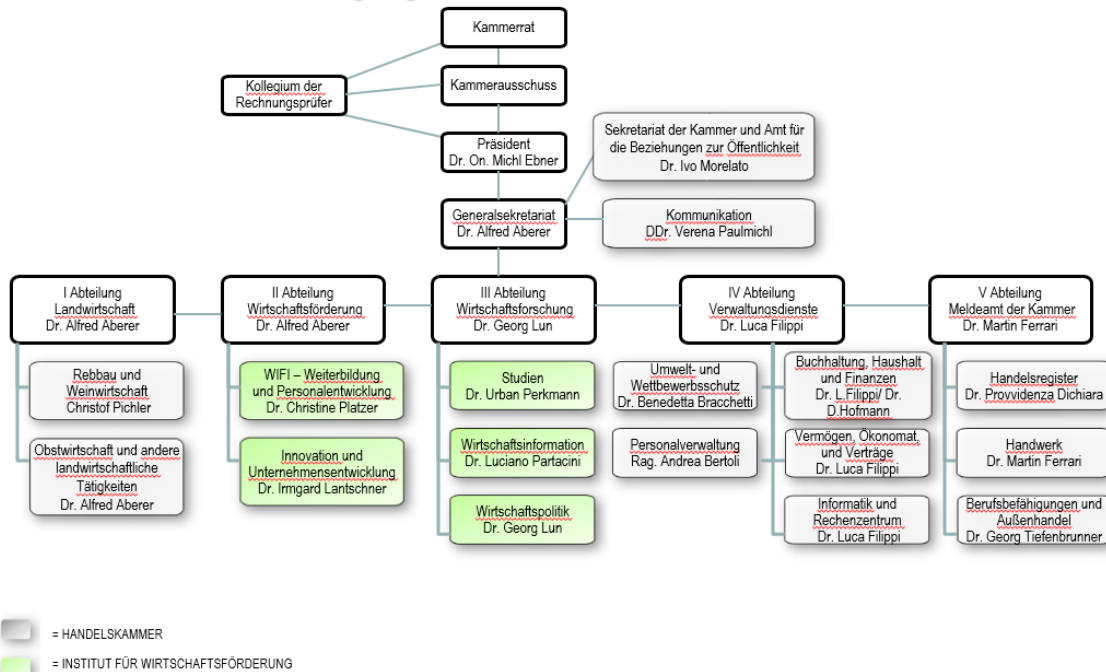 Kammerrat
Kollegium der
Rechnungsprüfer
Kammerausschuss
Präsident
Dr. On. Michl Ebner
Sekretariat der Kammer und Amt für
die Beziehungen zur Öffentlichkeit
Dr. Ivo Morelato
Generalsekretariat
Dr. Alfred Aberer
Kommunikation
DDr. Verena Paulmichl
I Abteilung
Landwirtschaft
Dr. Alfred Aberer
II Abteilung
Wirtschaftsförderung
Dr. Alfred Aberer
III Abteilung
Wirtschaftsforschung
Dr. Georg Lun
IV Abteilung
Verwaltungsdienste
Dr. Luca Filippi
V Abteilung
Meldeamt der Kammer
Dr. Martin Ferrari
Rebbau und
Weinwirtschaft
Christof Pichler
Obstwirtschaft und andere
landwirtschaftliche
Tätigkeiten
Dr. Alfred Aberer
WIFI – Weiterbildung
und Personalentwicklung
Dr. Christine Platzer
Innovation und
Unternehmensentwicklung
Dr. Irmgard Lantschner
Studien
Dr. Urban Perkmann
Wirtschaftsinformation
Dr. Luciano Partacini
Wirtschaftspolitik
Dr. Georg Lun
Umwelt- und
Wettbewerbsschutz
Dr. Benedetta Bracchetti
Personalverwaltung
Rag. Andrea Bertoli
Buchhaltung, Haushalt
und Finanzen
Dr. L.Filippi/ Dr.
D.Hofmann
Vermögen, Ökonomat,
und Verträge
Dr. Luca Filippi
Informatik und
Rechenzentrum
Dr. Luca Filippi
Handelsregister
Dr. Provvidenza Dichiara
Handwerk
Dr. Martin Ferrari
Berufsbefähigungen und
Außenhandel
Dr. Georg Tiefenbrunner
= HANDELSKAMMER
= INSTITUT FÜR WIRTSCHAFTSFÖRDERUNG